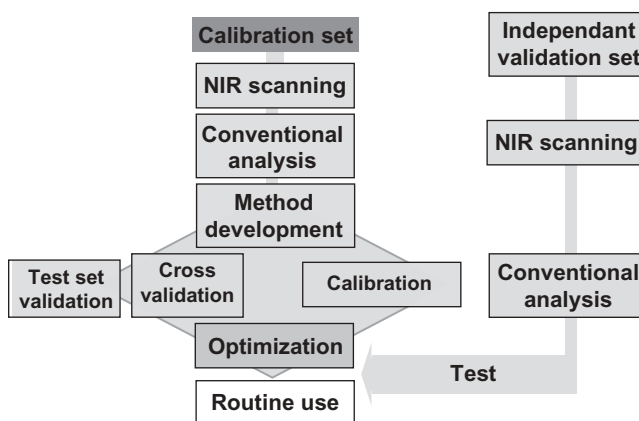 Calibration set
NIR scanning
Conventional
analysis
Method
development
Test set
validation
Cross
validation
Calibration
Optimization
Routine use
Independant
validation set
NIR scanning
Conventional
analysis
Test